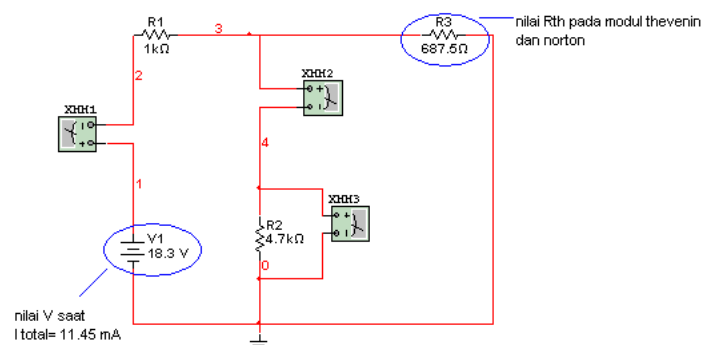 R1
1kΩ
3
R3
687.5Ω
nilai Rth pada modul thevenin
dan norton
2
XMM1
XMM2
4
1
XMM3
R2
4.7kΩ
V1
18.3 V
0
nilai V saat
I total= 11.45 mA